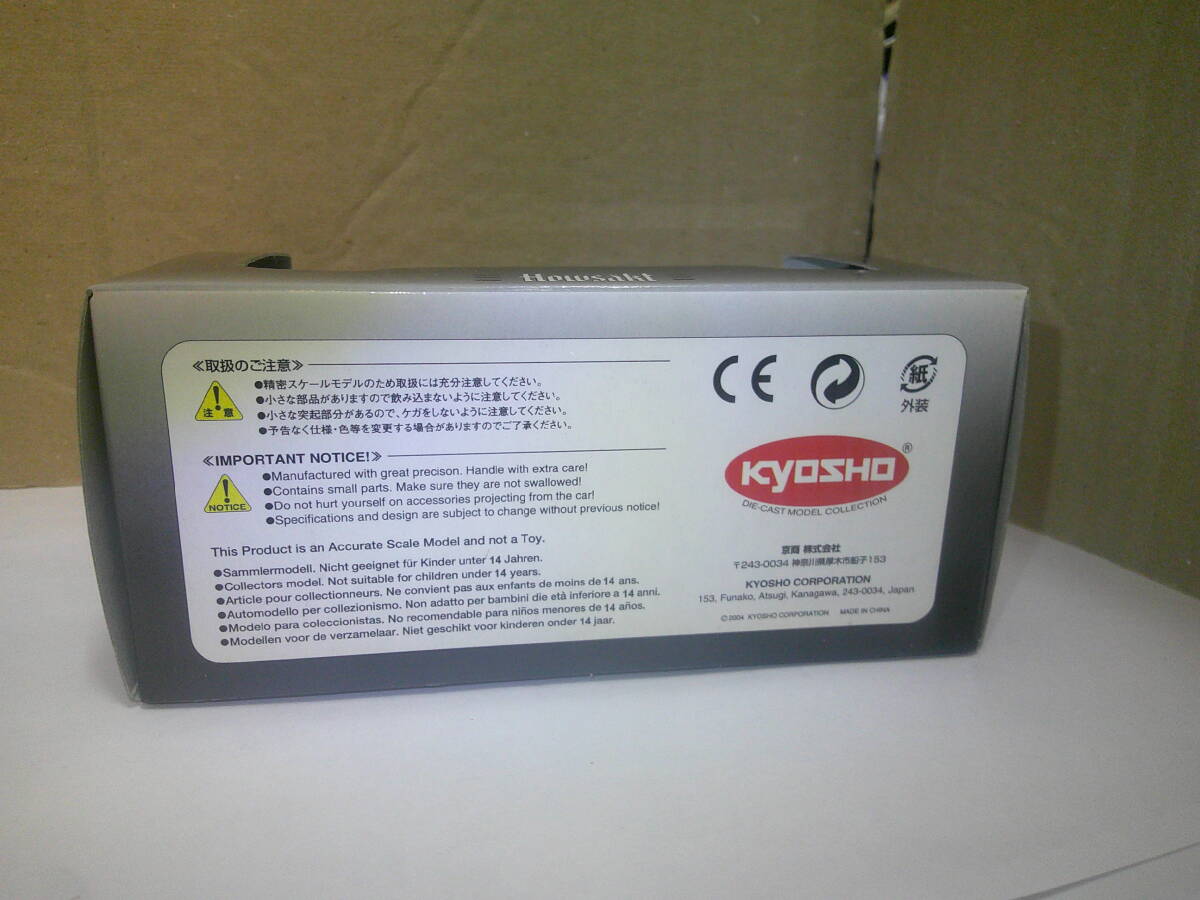 Howsakt
≪取扱のご注意≫
注 意
●精密スケールモデルのため取扱には充分注意してください。
●小さな部品がありますので飲み込まないように注意してください。
●小さな突起部分があるので、ケガをしないように注意してください。
●予告なく仕様・色等を変更する場合がありますのでご了承ください。
≪IMPORTANT NOTICE!≫
NOTICE
●Manufactured with great precison. Handie with extra care!
●Contains small parts. Make sure they are not swallowed!
●Do not hurt yourself on accessories projecting from the car!
●Specifications and design are subject to change without previous notice!
This Product is an Accurate Scale Model and not a Toy.
●Sammlermodell. Nicht geeignet für Kinder unter 14 Jahren.
●Collectors model. Not suitable for children under 14 years.
●Article pour collectionneurs. Ne convient pas aux enfants de moins de 14 ans.
●Automodello per collezionismo. Non adatto per bambini die età inferiore a 14 anni.
●Modelo para coleccionistas. No recomendable para niños menores de 14 años.
●Modellen voor de verzamelaar. Niet geschikt voor kinderen onder 14 jaar.
CE
紙
外装
KYOSHO®
DIE-CAST MODEL COLLECTION
京商 株式会社
〒243-0034 神奈川県厚木市船子153
KYOSHO CORPORATION
153, Funako, Atsugi, Kanagawa, 243-0034, Japan
©2004 KYOSHO CORPORATION MADE IN CHINA